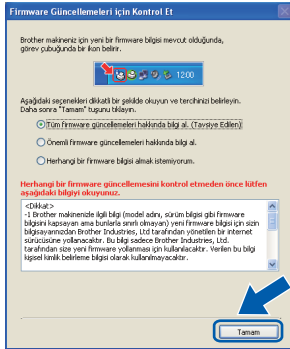 Firmware Güncellemeleri için Kontrol Et
Brother makineniz için yeni bir firmware bilgisi mevcut olduğunda,
görev çubuğunda bir ikon belirir.
1200
Aşağıdaki seçenekleri dikkatli bir şekilde okuyun ve tercihinizi belirleyin.
Daha sonra "Tamam" tuşunu tıklayın.
Tüm firmware güncellemeleri hakkında bilgi al. (Tavsiye Edilen)
Önemli firmware güncellemeleri hakkında bilgi al.
Herhangi bir firmware bilgisi almak istemiyorum.
Herhangi bir firmware güncellemesini kontrol etmeden önce lütfen
aşağıdaki bilgiyi okuyunuz.
<Dikkat>
-1 Brother makinenizle ilgili bilgi (model adını, sürüm bilgisi gibi firmware
bilgisini kapsayan ama bunlarla sınırlı olmayan) yeni firmware bilgisi için sizin
bilgisayarınızdan Brother Industries, Ltd tarafından yönetilen bir internet
sürücüsüne yollanacaktır. Bu bilgi sadece Brother Industries, Ltd.
tarafından size yeni firmware yollanması için kullanılacaktır. Verilen bu bilgi
kişisel kimlik belirleme bilgisi olarak kullanılmayacaktır.
Tamam